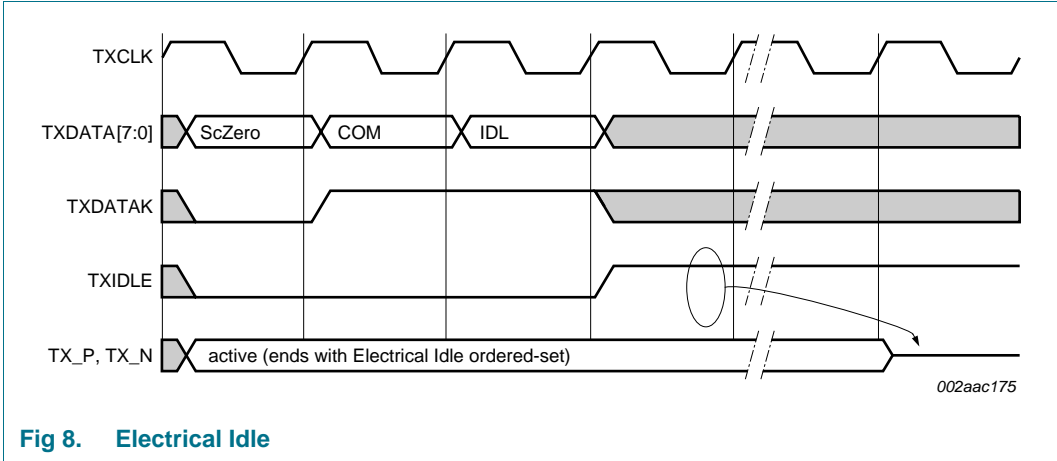 TXCLK
TXDATA[7:0] ScZero COM IDL
TXDATAK
TXIDLE
TX_P, TX_N active (ends with Electrical Idle ordered-set)
002aac175
Fig 8. Electrical Idle